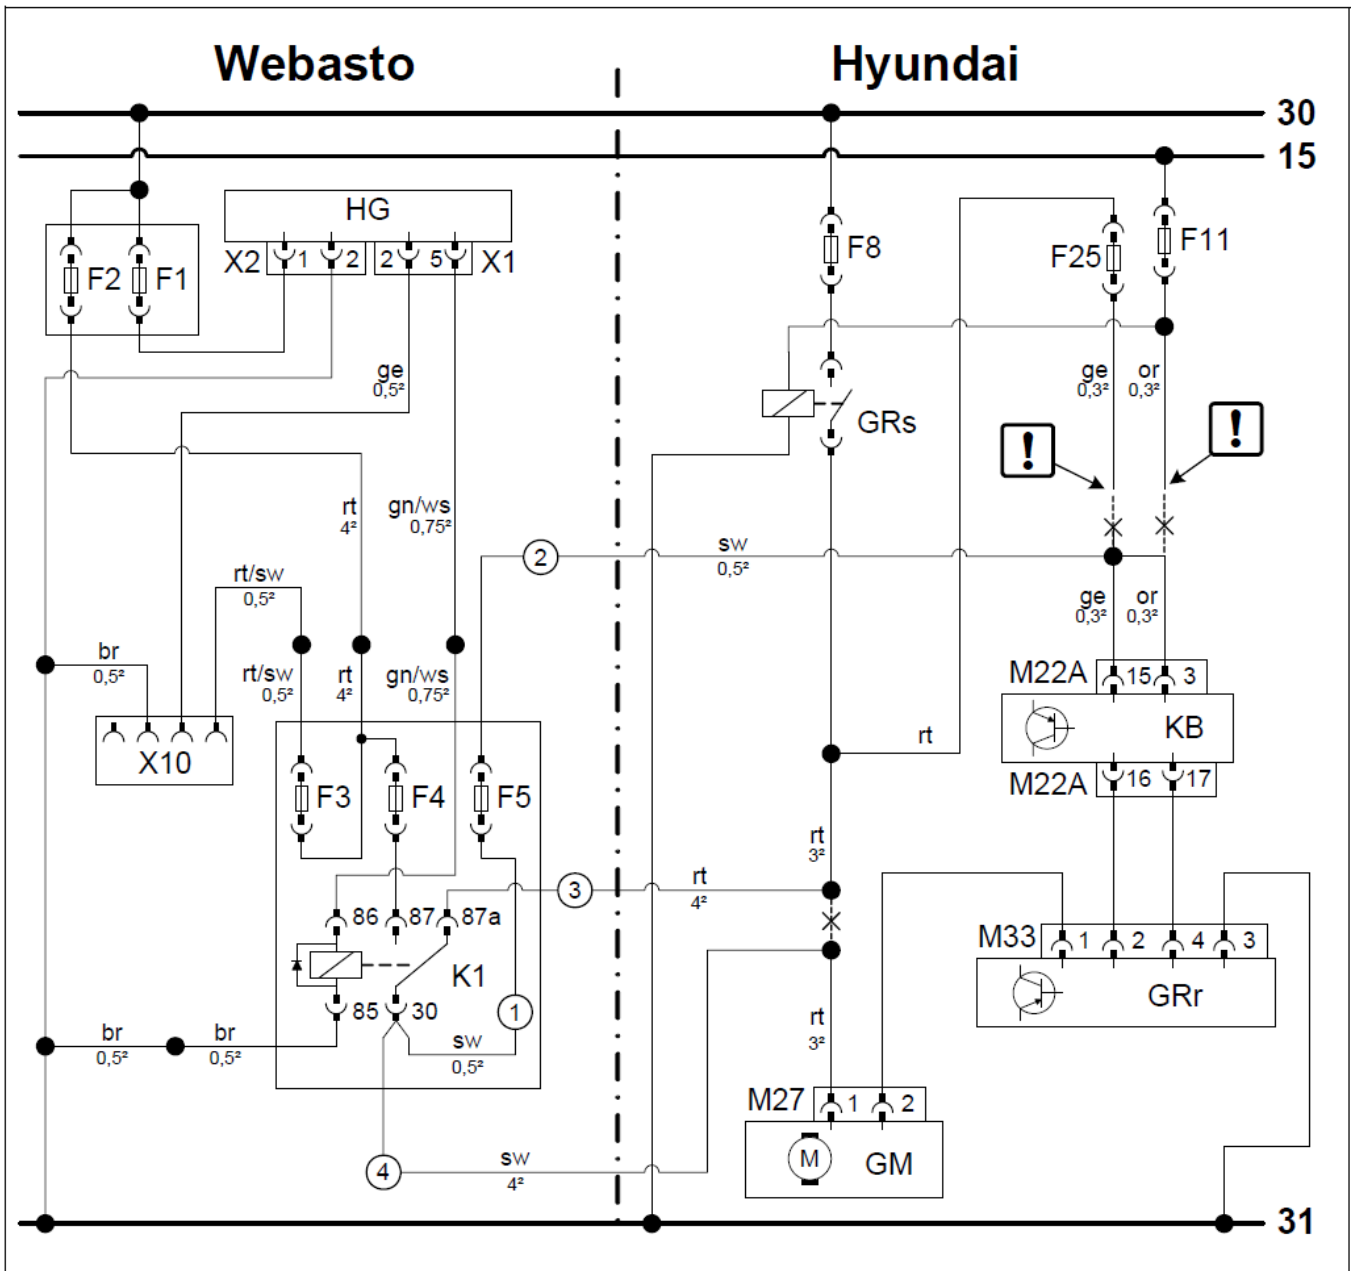 Webasto Hyundai
30
15
HG
X2 1 2 2 5 X1
F2 F1
F8
F25
F11
ge
0,5²
ge
0,3²
or
0,3²
GRs
!
!
rt
4²
gn/ws
0,75²
2
sw
0,5²
rt/sw
0,5²
ge
0,3²
or
0,3²
br
0,5²
rt/sw
0,5²
rt
4²
gn/ws
0,75²
M22A 15 3
KB
M22A 16 17
X10
rt
F3 F4 F5
rt
3²
3
rt
4²
86 87 87a
K1
85 30
1
sw
0,5²
M33 1 2 4 3
GRr
br
0,5²
br
0,5²
rt
3²
M27 1 2
M GM
4
sw
4²
31